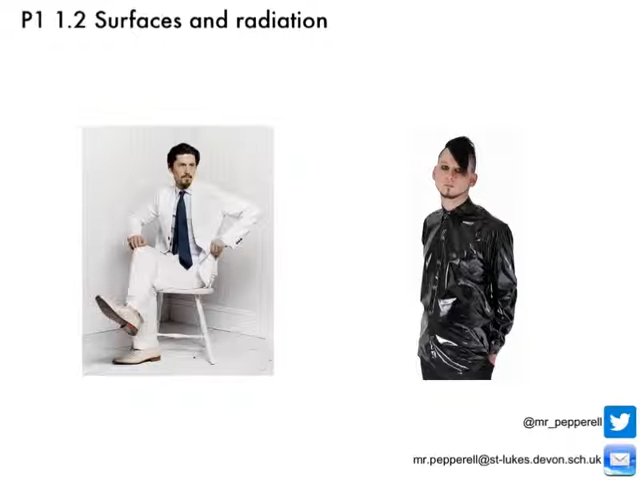 P1 1.2 Surfaces and radiation
@mr_pepperell
mr.pepperell@st-lukes.devon.sch.uk